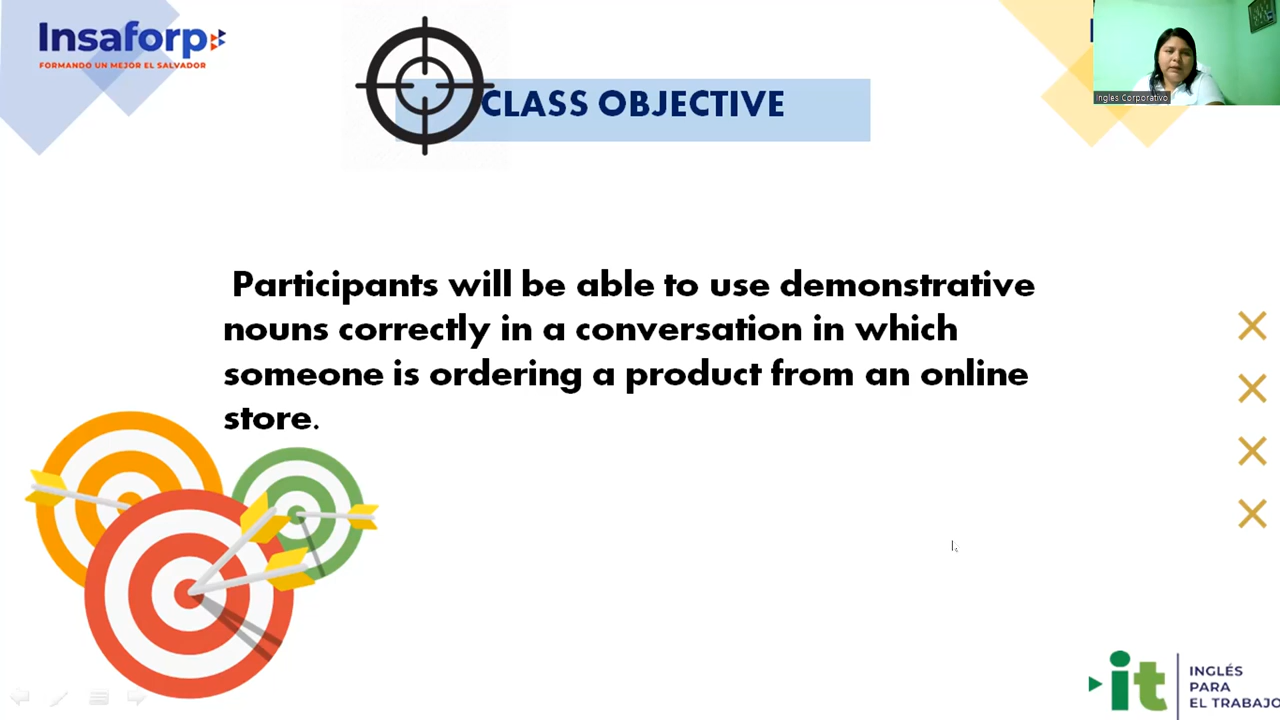 Insaforp
FORMANDO UN MEJOR EL SALVADOR
CLASS OBJECTIVE
Ingles Corporativo
Participants will be able to use demonstrative
nouns correctly in a conversation in which
someone is ordering a product from an online
store.
it
INGLÉS
PARA
EL TRABAJO